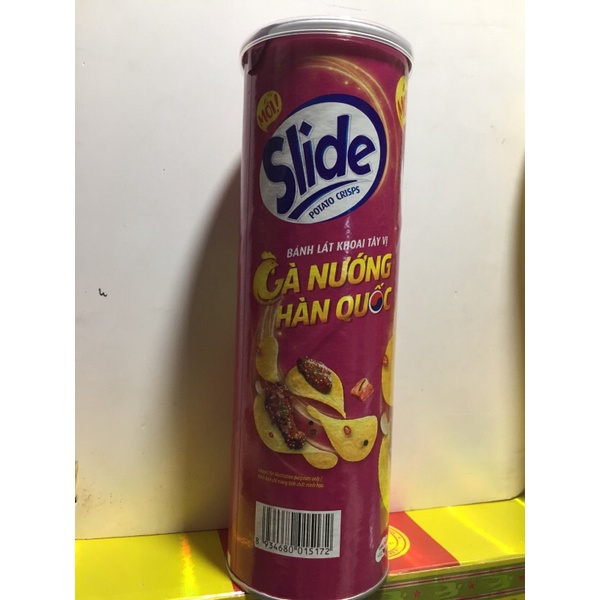 MỚI!
Slide
POTATO CRISPS
BÁNH LÁT KHOAI TÂY VỊ
GÀ NƯỚNG
HÀN QUỐC
8 934680 015172